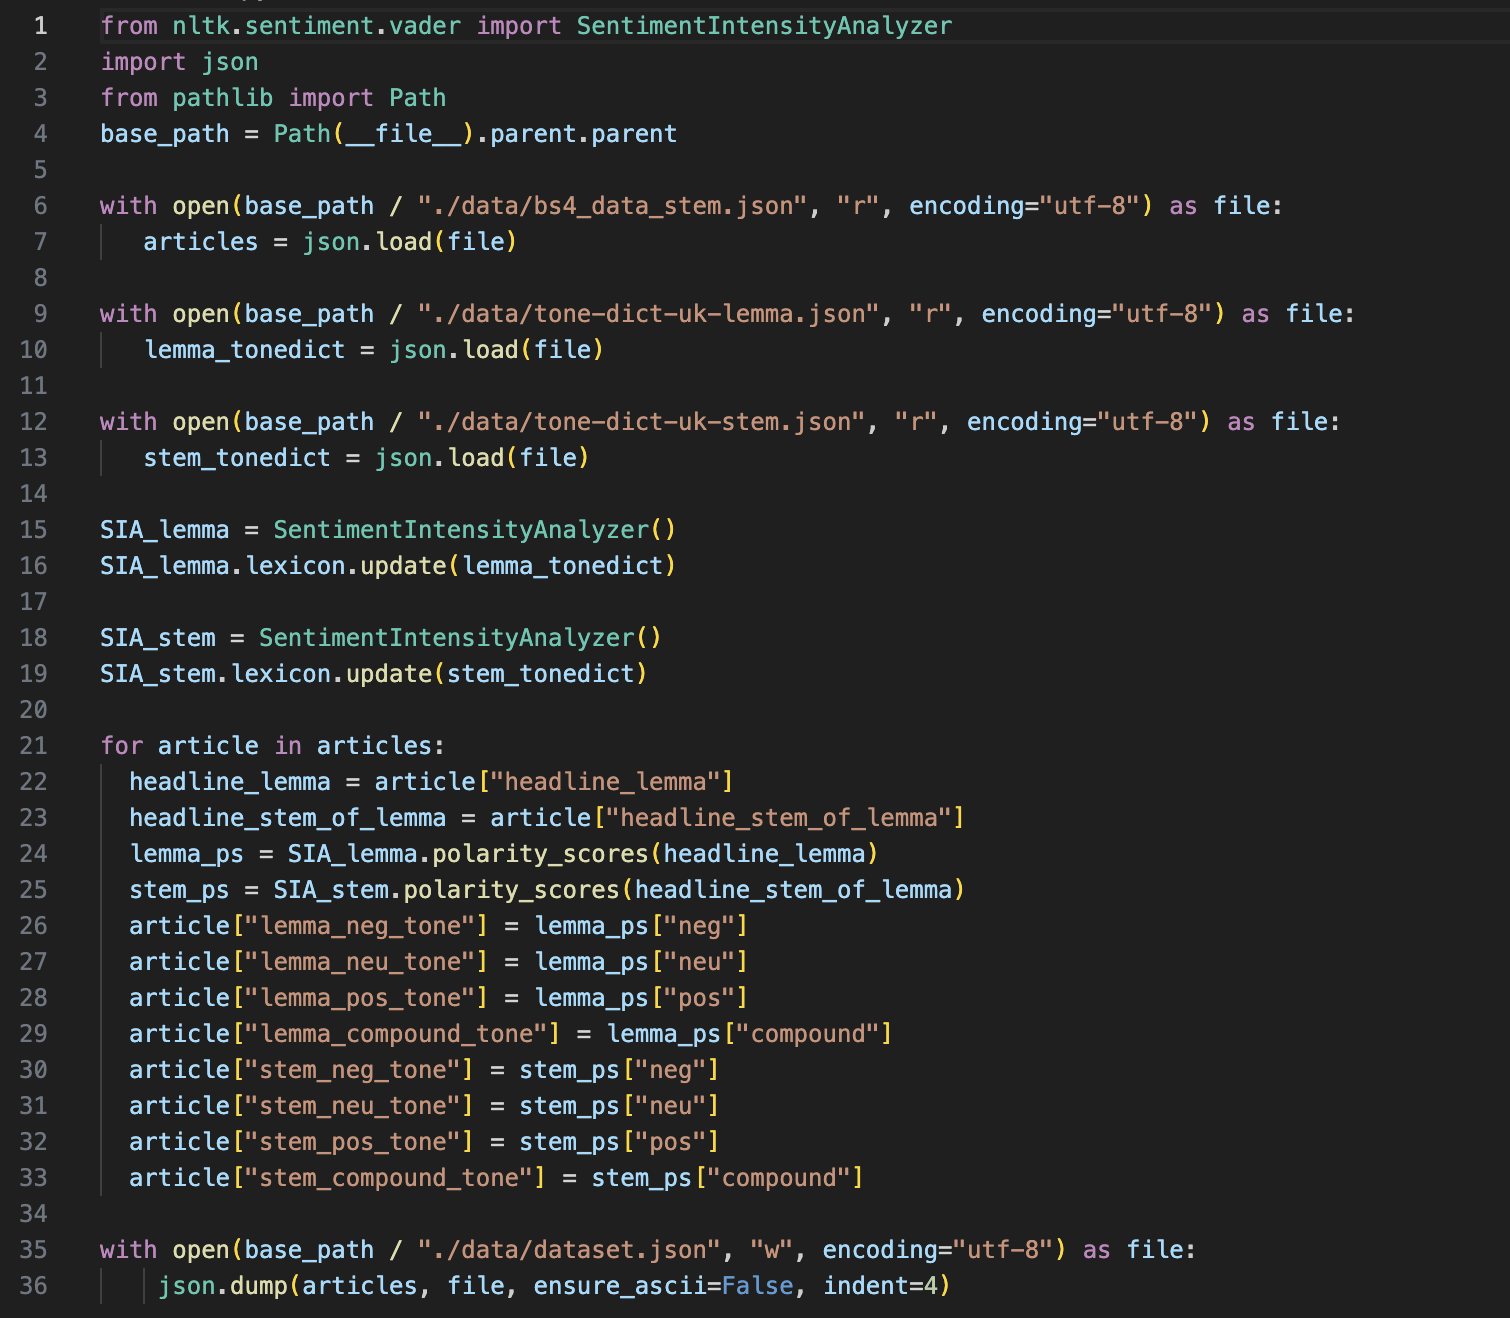 1 from nltk.sentiment.vader import SentimentIntensityAnalyzer
2 import json
3 from pathlib import Path
4 base_path = Path(__file__).parent.parent
5
6 with open(base_path / "./data/bs4_data_stem.json", "r", encoding="utf-8") as file:
7 articles = json.load(file)
8
9 with open(base_path / "./data/tone-dict-uk-lemma.json", "r", encoding="utf-8") as file:
10 lemma_tonedict = json.load(file)
11
12 with open(base_path / "./data/tone-dict-uk-stem.json", "r", encoding="utf-8") as file:
13 stem_tonedict = json.load(file)
14
15 SIA_lemma = SentimentIntensityAnalyzer()
16 SIA_lemma.lexicon.update(lemma_tonedict)
17
18 SIA_stem = SentimentIntensityAnalyzer()
19 SIA_stem.lexicon.update(stem_tonedict)
20
21 for article in articles:
22 headline_lemma = article["headline_lemma"]
23 headline_stem_of_lemma = article["headline_stem_of_lemma"]
24 lemma_ps = SIA_lemma.polarity_scores(headline_lemma)
25 stem_ps = SIA_stem.polarity_scores(headline_stem_of_lemma)
26 article["lemma_neg_tone"] = lemma_ps["neg"]
27 article["lemma_neu_tone"] = lemma_ps["neu"]
28 article["lemma_pos_tone"] = lemma_ps["pos"]
29 article["lemma_compound_tone"] = lemma_ps["compound"]
30 article["stem_neg_tone"] = stem_ps["neg"]
31 article["stem_neu_tone"] = stem_ps["neu"]
32 article["stem_pos_tone"] = stem_ps["pos"]
33 article["stem_compound_tone"] = stem_ps["compound"]
34
35 with open(base_path / "./data/dataset.json", "w", encoding="utf-8") as file:
36 json.dump(articles, file, ensure_ascii=False, indent=4)